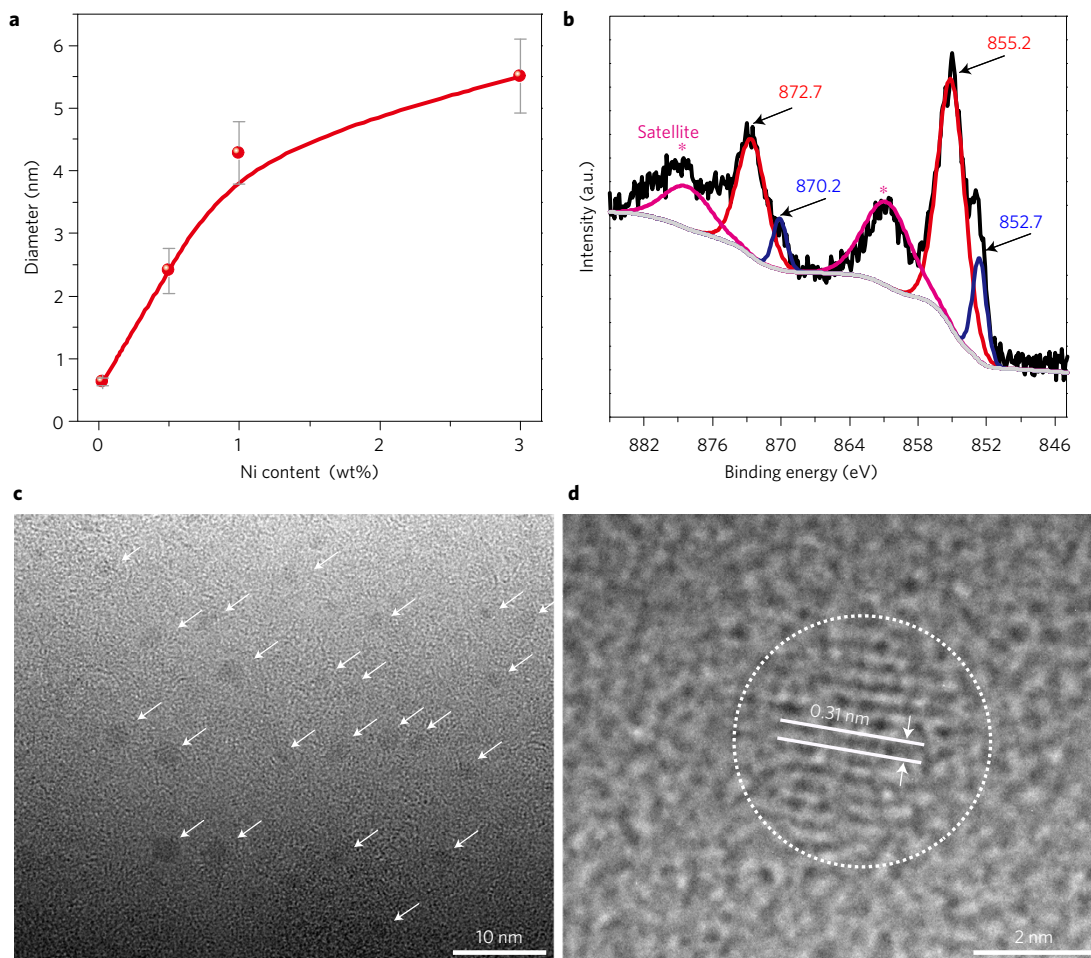 a
6
5
4
3
2
1
0
Diameter (nm)
0
1
2
3
Ni content (wt%)
b
855.2
872.7
Satellite
*
870.2
*
852.7
Intensity (a.u.)
882
876
870
864
858
852
846
Binding energy (eV)
c
10 nm
d
0.31 nm
2 nm